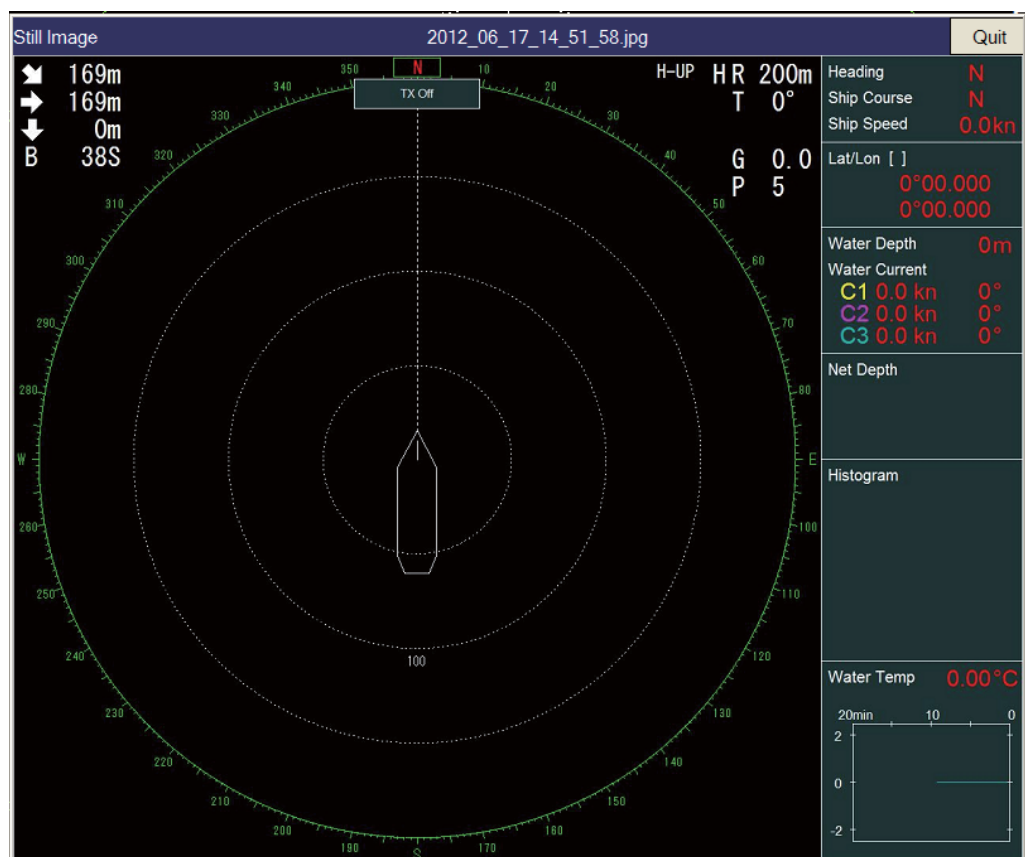 Still Image
2012_06_17_14_51_58.jpg
Quit
169m
169m
0m
B 38S
H-UP
HR 200m
T 0°
G 0.0
P 5
N
TX Off
350
10
340
20
330
30
320
40
310
50
300
60
290
70
280
80
W
E
260
100
250
110
240
120
230
130
220
140
210
150
200
160
190
170
S
100
Heading N
Ship Course N
Ship Speed 0.0kn
Lat/Lon [ ]
0°00.000
0°00.000
Water Depth 0m
Water Current
C1 0.0 kn 0°
C2 0.0 kn 0°
C3 0.0 kn 0°
Net Depth
Histogram
Water Temp 0.00°C
20min 10 0
2
0
-2